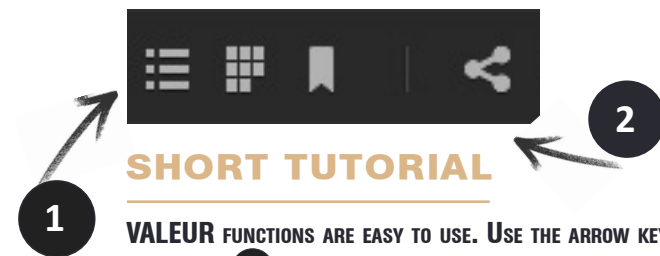 2
SHORT TUTORIAL
1
VALEUR FUNCTIONS ARE EASY TO USE. USE THE ARROW